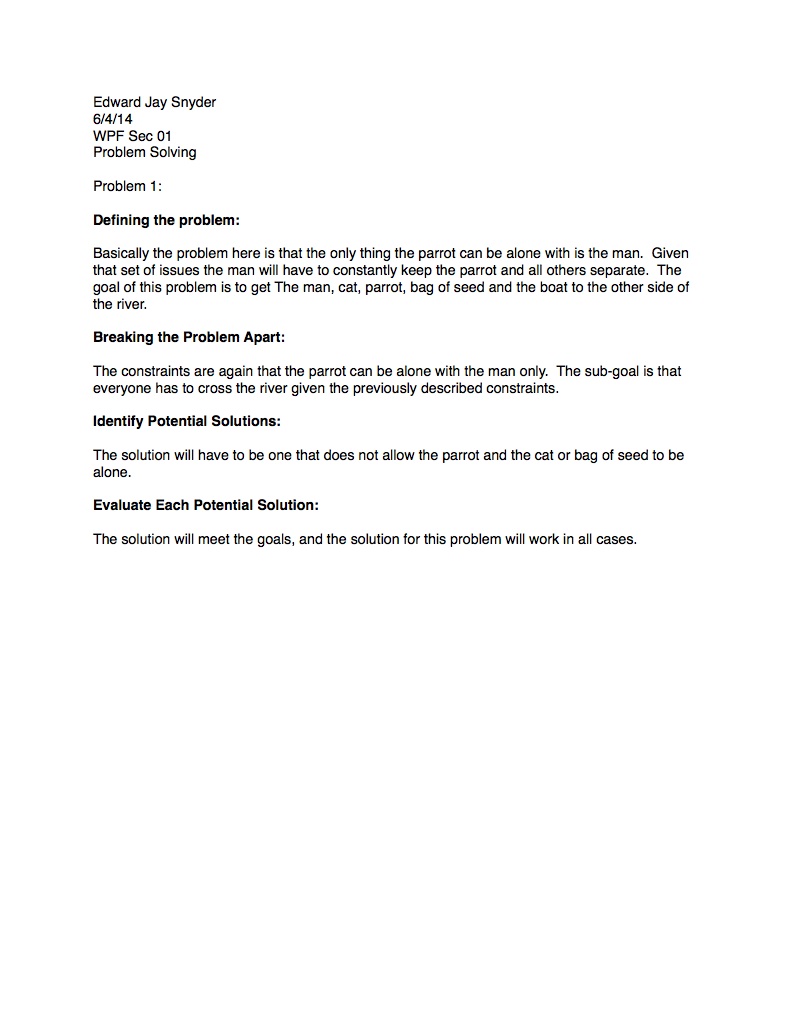 Edward Jay Snyder
6/4/14
WPF Sec 01
Problem Solving
Problem 1:
Defining the problem:
Basically the problem here is that the only thing the parrot can be alone with is the man.  Given
that set of issues the man will have to constantly keep the parrot and all others separate.  The
goal of this problem is to get The man, cat, parrot, bag of seed and the boat to the other side of
the river.
Breaking the Problem Apart:
The constraints are again that the parrot can be alone with the man only.  The sub-goal is that
everyone has to cross the river given the previously described constraints.
Identify Potential Solutions:
The solution will have to be one that does not allow the parrot and the cat or bag of seed to be
alone.
Evaluate Each Potential Solution:
The solution will meet the goals, and the solution for this problem will work in all cases.